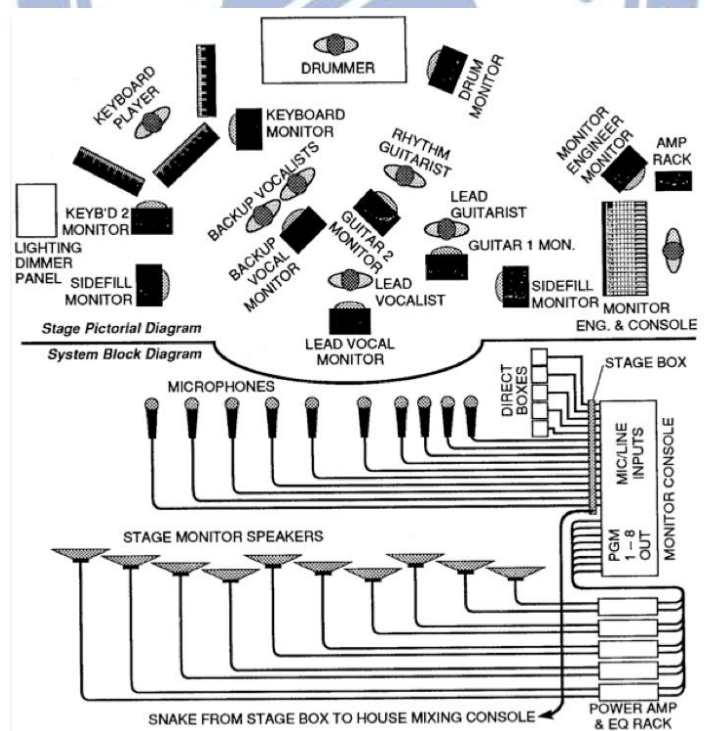 DRUMMER
KEYBOARD
PLAYER
DRUM
MONITOR
KEYBOARD
MONITOR
BACKUP VOCALISTS
RHYTHM
GUITARIST
MONITOR
ENGINEER
MONITOR
AMP
RACK
LEAD
GUITARIST
KEYB'D 2
MONITOR
LIGHTING
DIMMER
PANEL
BACKUP
VOCAL
MONITOR
GUITAR 2
MONITOR
GUITAR 1 MON.
SIDEFILL
MONITOR
LEAD
VOCALIST
SIDEFILL
MONITOR
MONITOR
ENG. & CONSOLE
LEAD VOCAL
MONITOR
Stage Pictorial Diagram
System Block Diagram
MICROPHONES
DIRECT
BOXES
STAGE BOX
MIC/LINE
INPUTS
MONITOR CONSOLE
PGM
1 – 8
OUT
STAGE MONITOR SPEAKERS
POWER AMP
& EQ RACK
SNAKE FROM STAGE BOX TO HOUSE MIXING CONSOLE